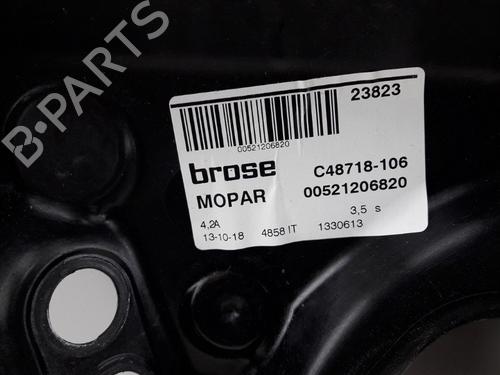 B-PARTS
23823
00521206820
brose
C48718-106
MOPAR
00521206820
4,2A
3,5 s
13-10-18
4858 IT
1330613